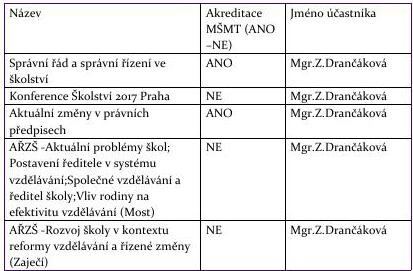 Název Akreditace Jméno účastníka
MŠMT (ANO
–NE)
Správní řád a správní řízení ve ANO Mgr.Z.Drančáková
školství
Konference Školství 2017 Praha NE Mgr.Z.Drančáková
Aktuální změny v právních ANO Mgr.Z.Drančáková
předpisech
AŘZŠ -Aktuální problémy škol; NE Mgr.Z.Drančáková
Postavení ředitele v systému
vzdělávání;Společné vzdělávání a
ředitel školy;Vliv rodiny na
efektivitu vzdělávání (Most)
AŘZŠ -Rozvoj školy v kontextu NE Mgr.Z.Drančáková
reformy vzdělávání a řízené změny
(Zaječí)